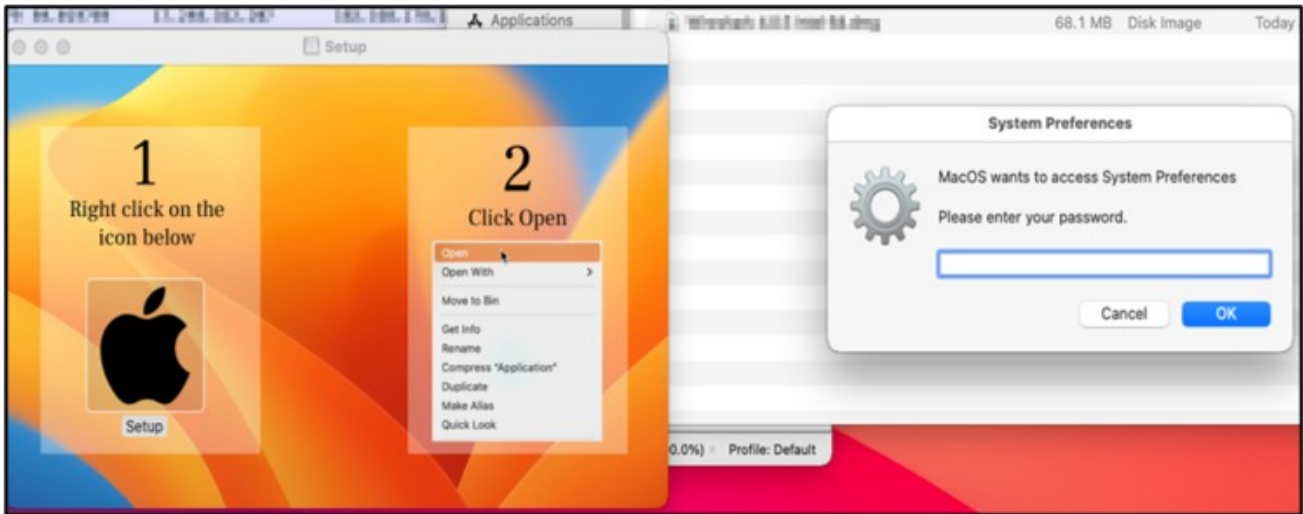 Applications
68.1 MB Disk Image Today
Setup
1
Right click on the
icon below
Setup
2
Click Open
Open
Open With
Move to Bin
Get Info
Rename
Compress "Application"
Duplicate
Make Alias
Quick Look
System Preferences
MacOS wants to access System Preferences
Please enter your password.
Cancel OK
0.0%) Profile: Default